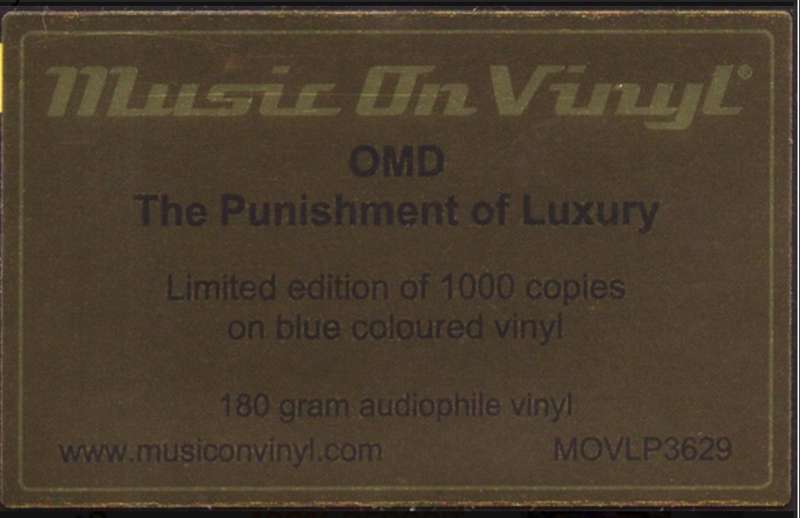 Music On Vinyl®
OMD
The Punishment of Luxury
Limited edition of 1000 copies
on blue coloured vinyl
180 gram audiophile vinyl
www.musiconvinyl.com MOVLP3629